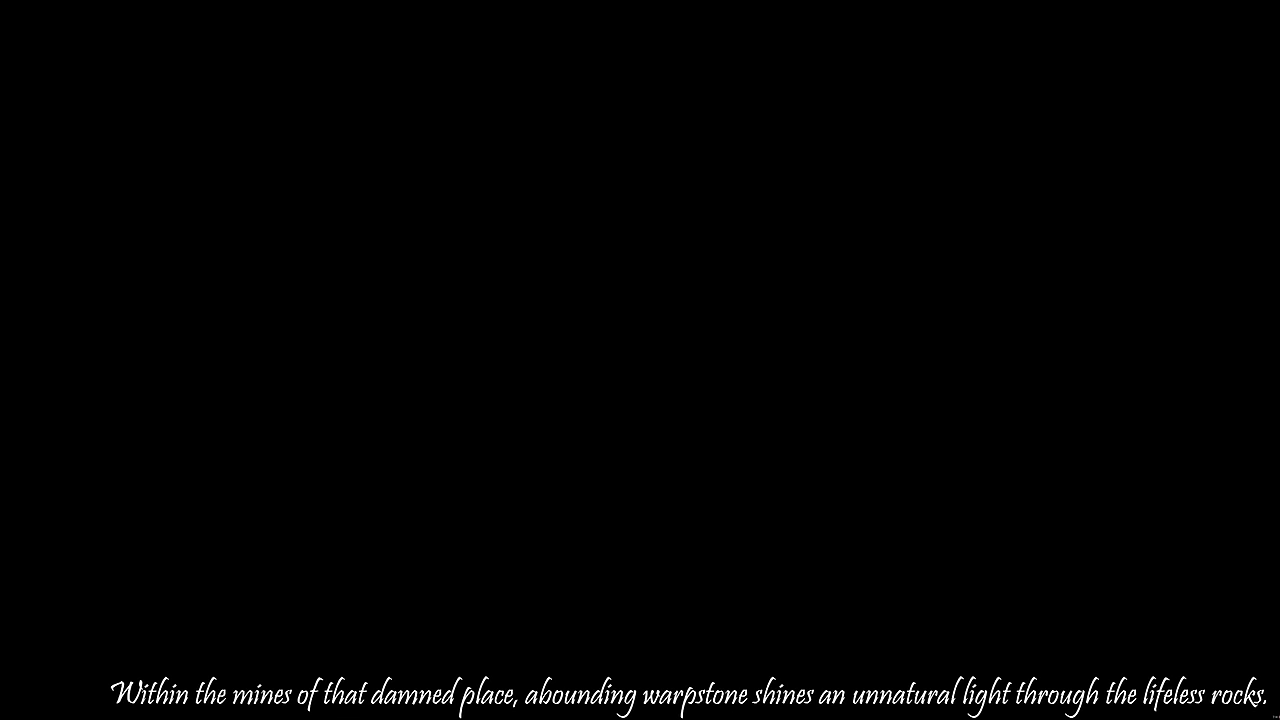 Within the mines of that damned place, abounding warpstone shines an unnatural light through the lifeless rocks.